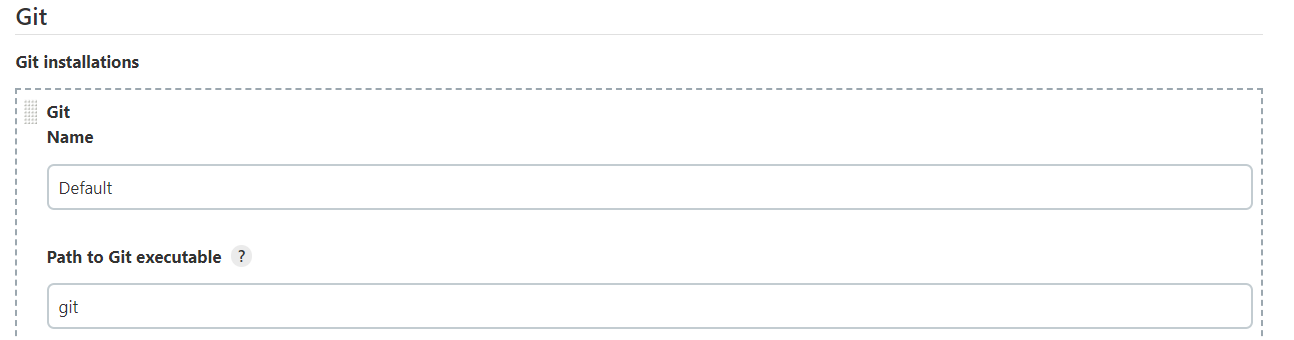 Git
Git installations
Git
Name
Default
Path to Git executable ?
git